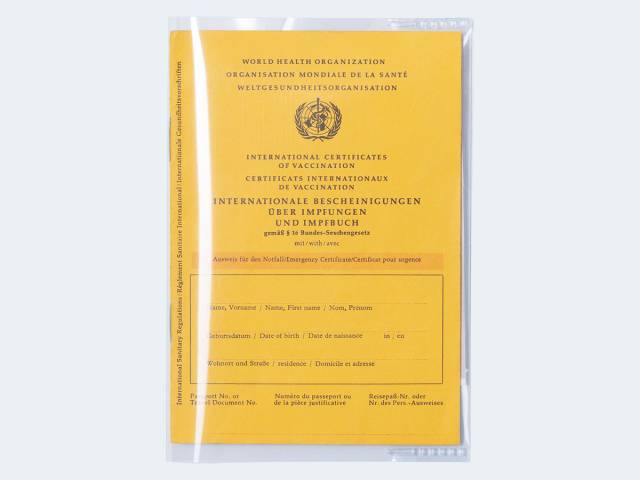 WORLD HEALTH ORGANIZATION
ORGANISATION MONDIALE DE LA SANTÉ
WELTGESUNDHEITSORGANISATION
INTERNATIONAL CERTIFICATES
OF VACCINATION
CERTIFICATS INTERNATIONAUX
DE VACCINATION
INTERNATIONALE BESCHEINIGUNGEN
ÜBER IMPFUNGEN
UND IMPFBUCH
gemäß § 16 Bundes-Seuchengesetz
mit / with / avec
Ausweis für den Notfall/Emergency Certificate/Certificat pour urgence
Name, Vorname / Name, First name / Nom, Prénom
Geburtsdatum / Date of birth / Date de naissance in / en
Wohnort und Straße / residence / Domicile et adresse
Passport No. or Numéro du passeport ou Reisepaß-Nr. oder
Travel Document No. de la pièce justificative Nr. des Pers.-Ausweises
International Sanitary Regulations / Règlement Sanitaire International / Internationale Gesundheitsvorschriften